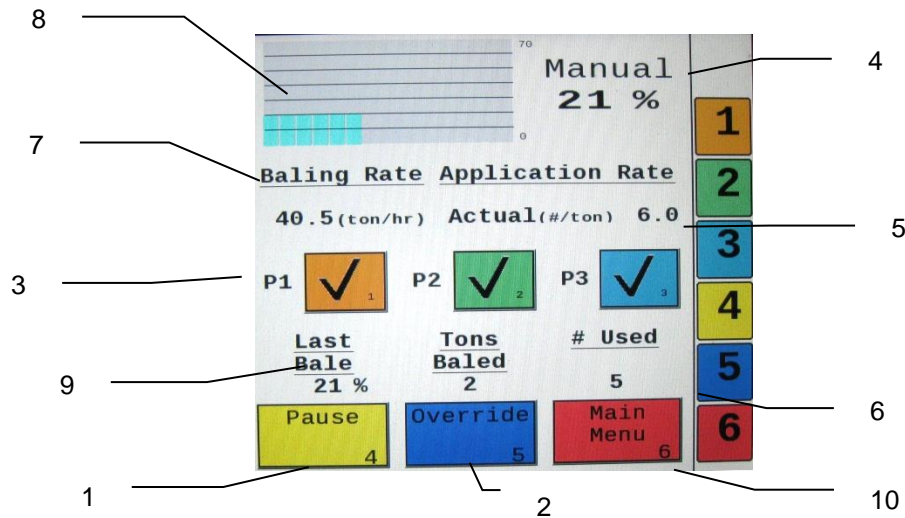 8
70
Manual
4
21 %
1
0
7
Baling Rate Application Rate
2
40.5(ton/hr) Actual(#/ton) 6.0
5
3
3
P1 1 P2 2 P3 3
4
Last Tons # Used
Bale Baled
9
21 % 2 5
5
6
Pause Override Main
Menu
4 5 6
6
1
2
10